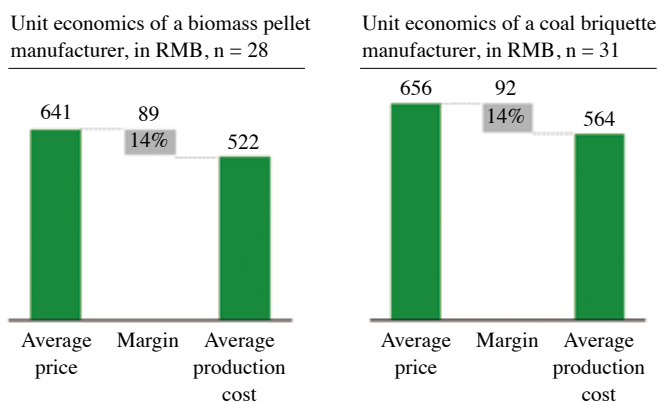 Unit economics of a biomass pellet
manufacturer, in RMB, n = 28
641
89
14%
522
Average
price
Margin
Average
production
cost
Unit economics of a coal briquette
manufacturer, in RMB, n = 31
656
92
14%
564
Average
price
Margin
Average
production
cost